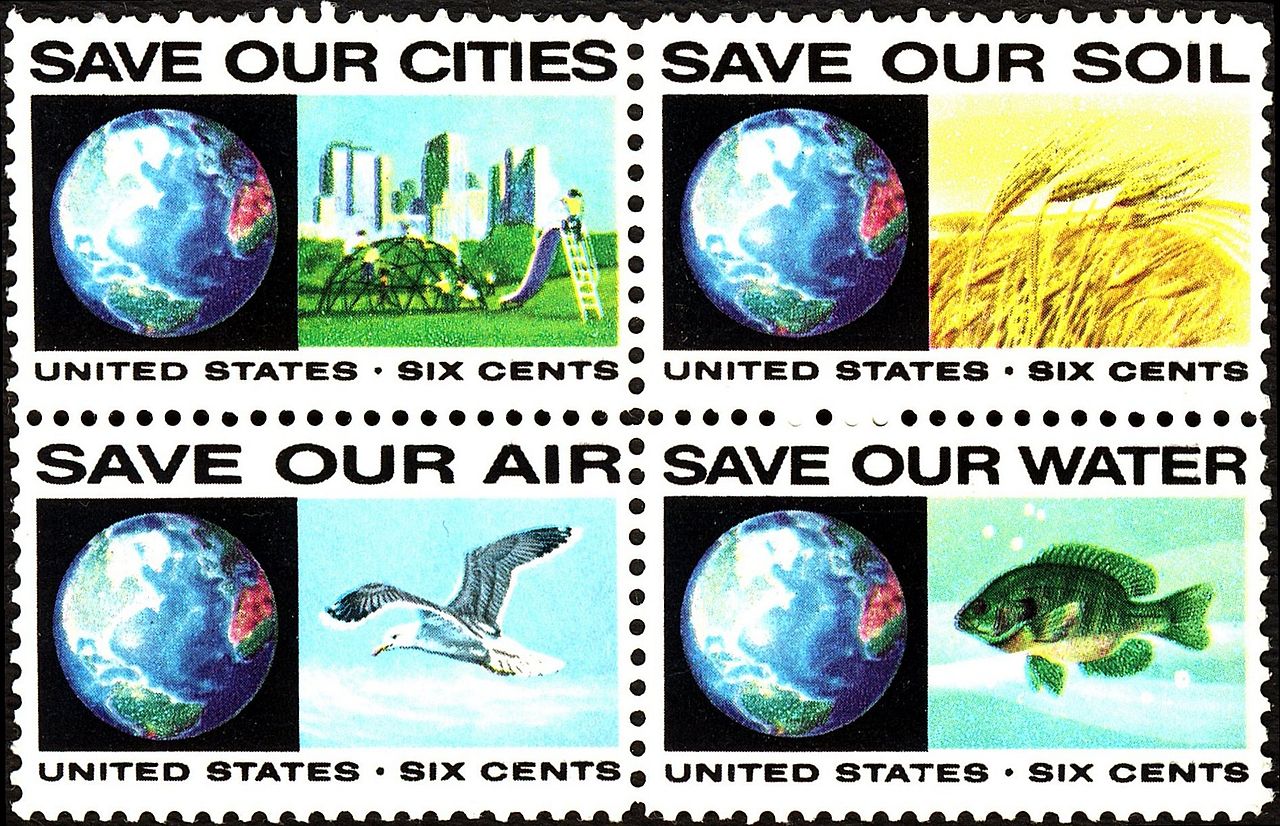 SAVE OUR CITIES
UNITED STATES · SIX CENTS
SAVE OUR SOIL
UNITED STATES · SIX CENTS
SAVE OUR AIR
UNITED STATES · SIX CENTS
SAVE OUR WATER
UNITED STATES · SIX CENTS